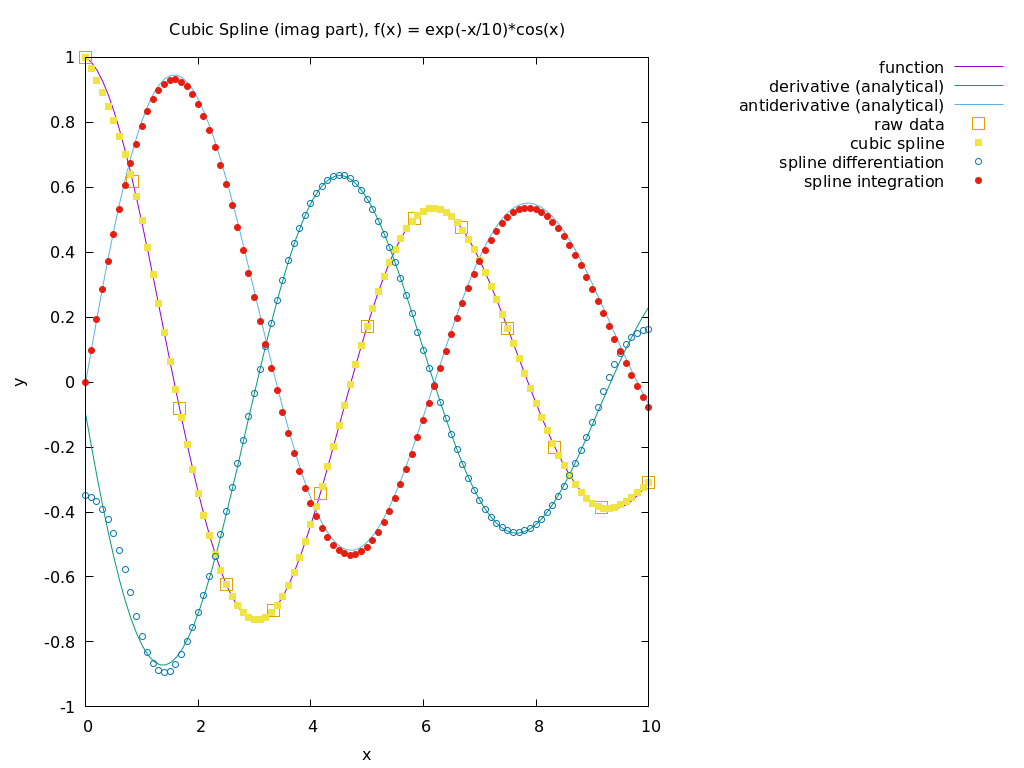 Cubic Spline (imag part), f(x) = exp(-x/10)*cos(x)
function
derivative (analytical)
antiderivative (analytical)
raw data
cubic spline
spline differentiation
spline integration
1
0.8
0.6
0.4
0.2
0
-0.2
-0.4
-0.6
-0.8
-1
y
0 2 4 6 8 10
x